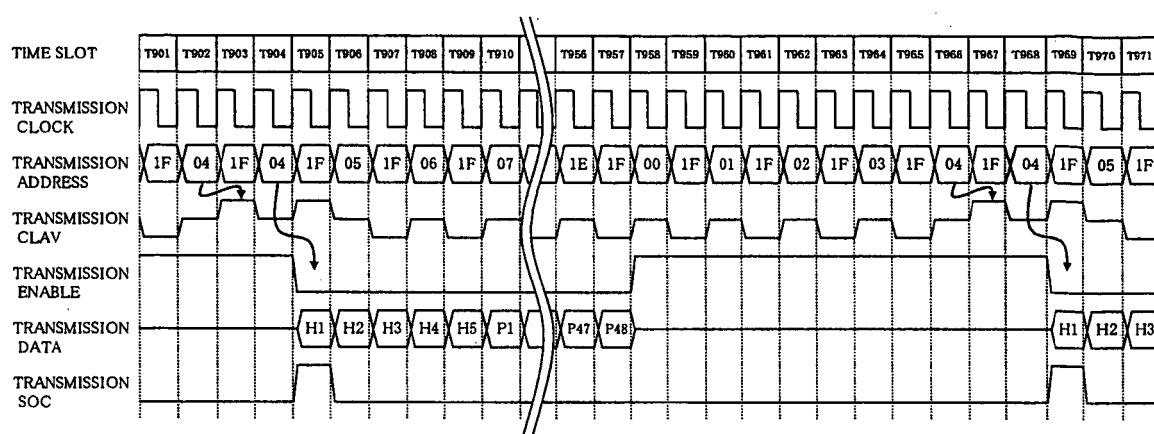 TIME SLOT T901 T902 T903 T904 T905 T906 T907 T908 T909 T910 T956 T957 T958 T959 T960 T961 T962 T963 T964 T965 T966 T967 T968 T969 T970 T971
TRANSMISSION
CLOCK
TRANSMISSION
ADDRESS
1F 04 1F 04 1F 05 1F 06 1F 07 1E 1F 00 1F 01 1F 02 1F 03 1F 04 1F 04 1F 05 1F
TRANSMISSION
CLAV
TRANSMISSION
ENABLE
TRANSMISSION
DATA
H1 H2 H3 H4 H5 P1 P47 P48 H1 H2 H3
TRANSMISSION
SOC